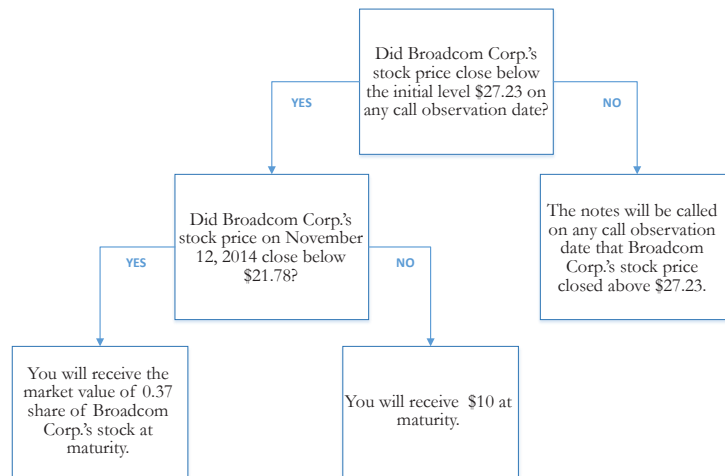 Did Broadcom Corp.'s
stock price close below
the initial level $27.23 on
any call observation date?
YES
NO
Did Broadcom Corp.'s
stock price on November
12, 2014 close below
$21.78?
The notes will be called
on any call observation
date that Broadcom
Corp.'s stock price
closed above $27.23.
YES
NO
You will receive the
market value of 0.37
share of Broadcom
Corp.'s stock at
maturity.
You will receive $10 at
maturity.